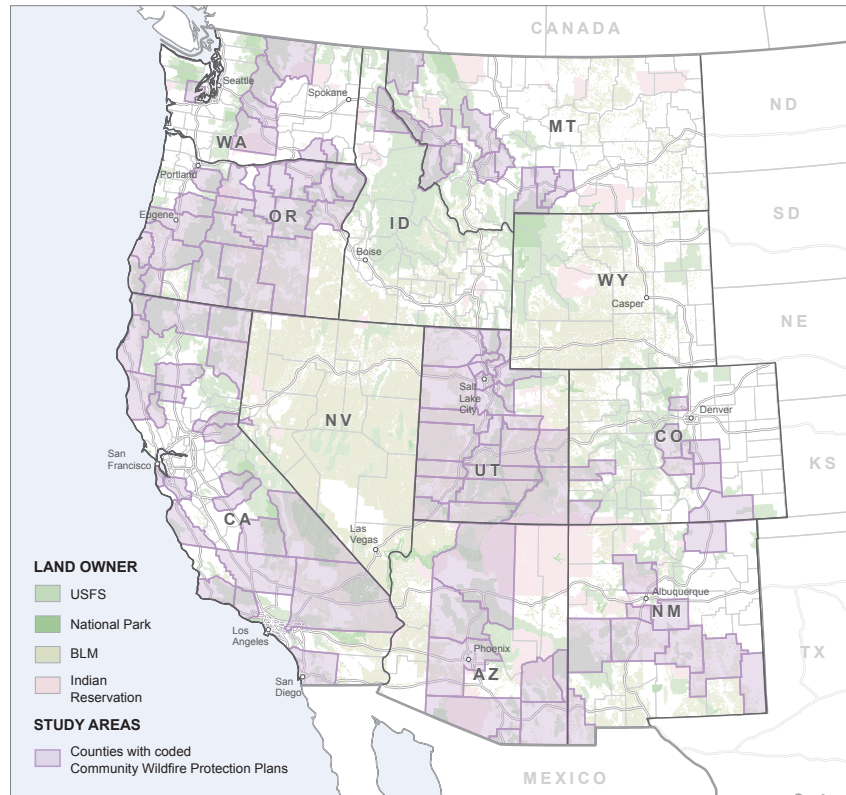 CANADA
Seattle
Spokane
WA
MT
ND
Portland
Eugene
OR
ID
Boise
SD
WY
Casper
NE
Salt
Lake
City
NV
Denver
CO
UT
KS
San
Francisco
CA
Las
Vegas
Albuquerque
NM
Los
Angeles
Phoenix
AZ
TX
San
Diego
MEXICO
LAND OWNER
USFS
National Park
BLM
Indian
Reservation
STUDY AREAS
Counties with coded
Community Wildfire Protection Plans